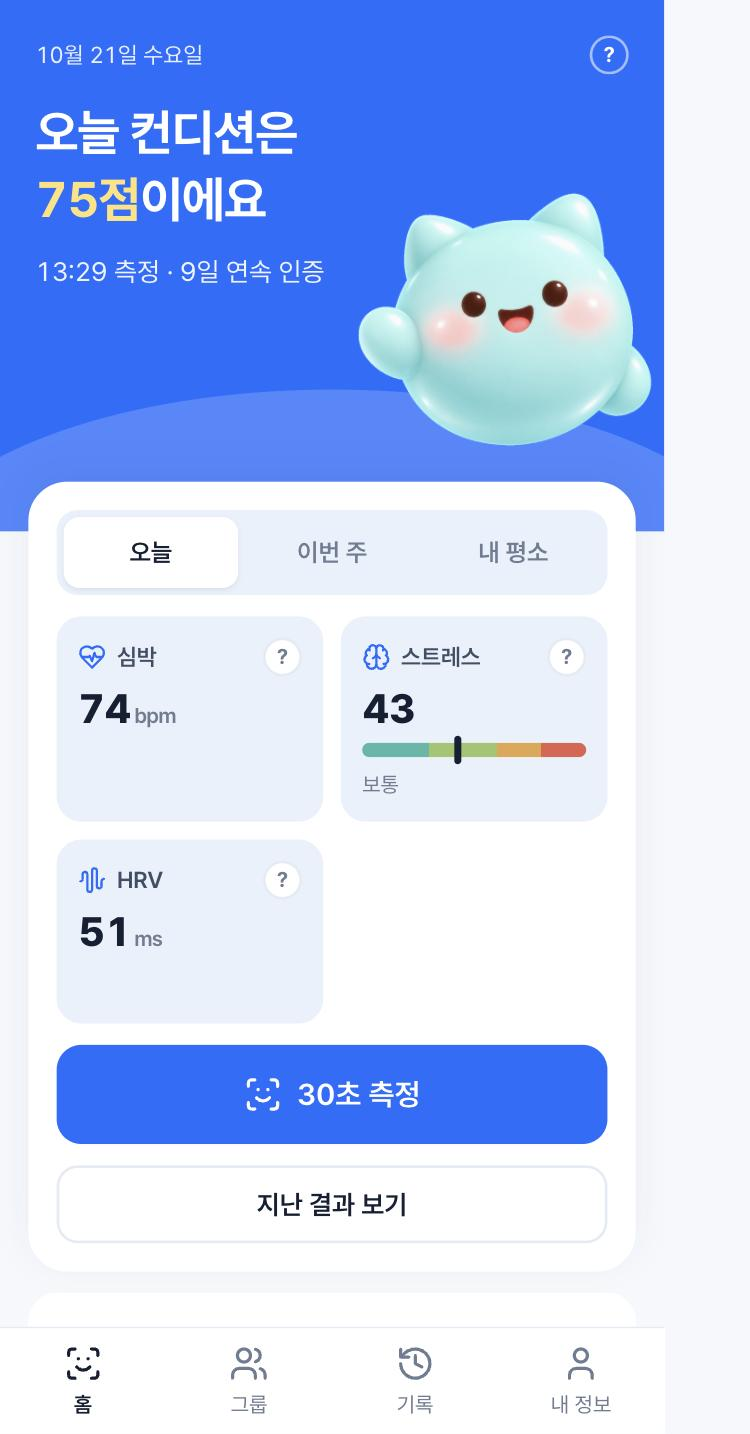 10월 21일 수요일
?
오늘 컨디션은
75점이에요
13:29 측정 · 9일 연속 인증
오늘 이번 주 내 평소
심박 ?
74 bpm
스트레스 ?
43
보통
HRV ?
51 ms
30초 측정
지난 결과 보기
홈 그룹 기록 내 정보